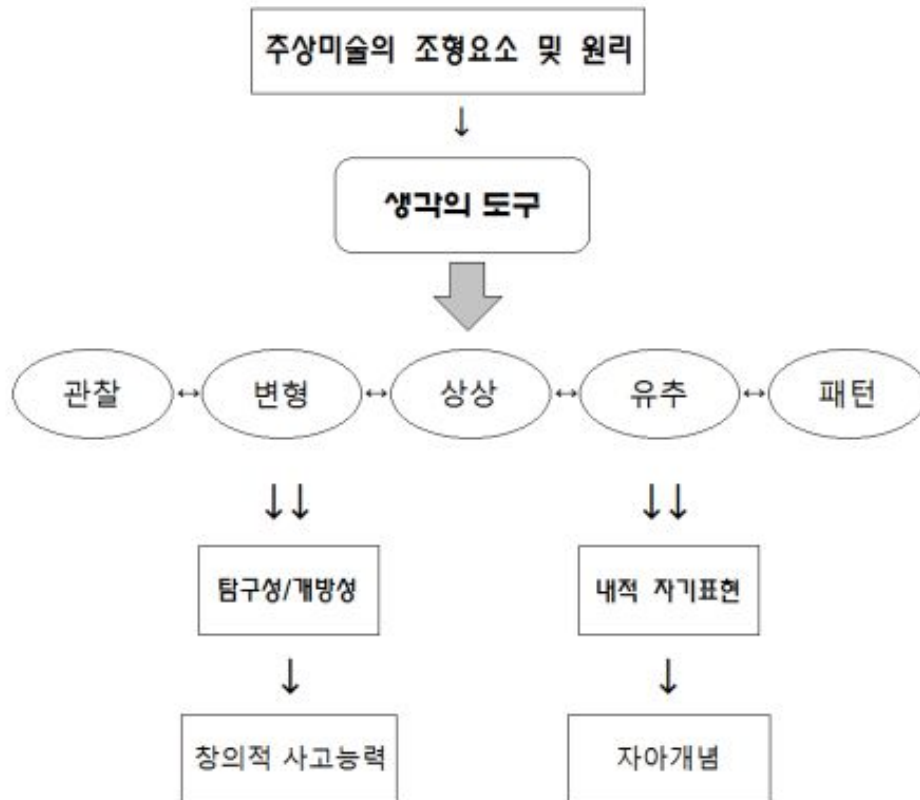 추상미술의 조형요소 및 원리
↓
생각의 도구
관찰 ↔ 변형 ↔ 상상 ↔ 유추 ↔ 패턴
↓↓ ↓↓
탐구성/개방성 내적 자기표현
↓ ↓
창의적 사고능력 자아개념